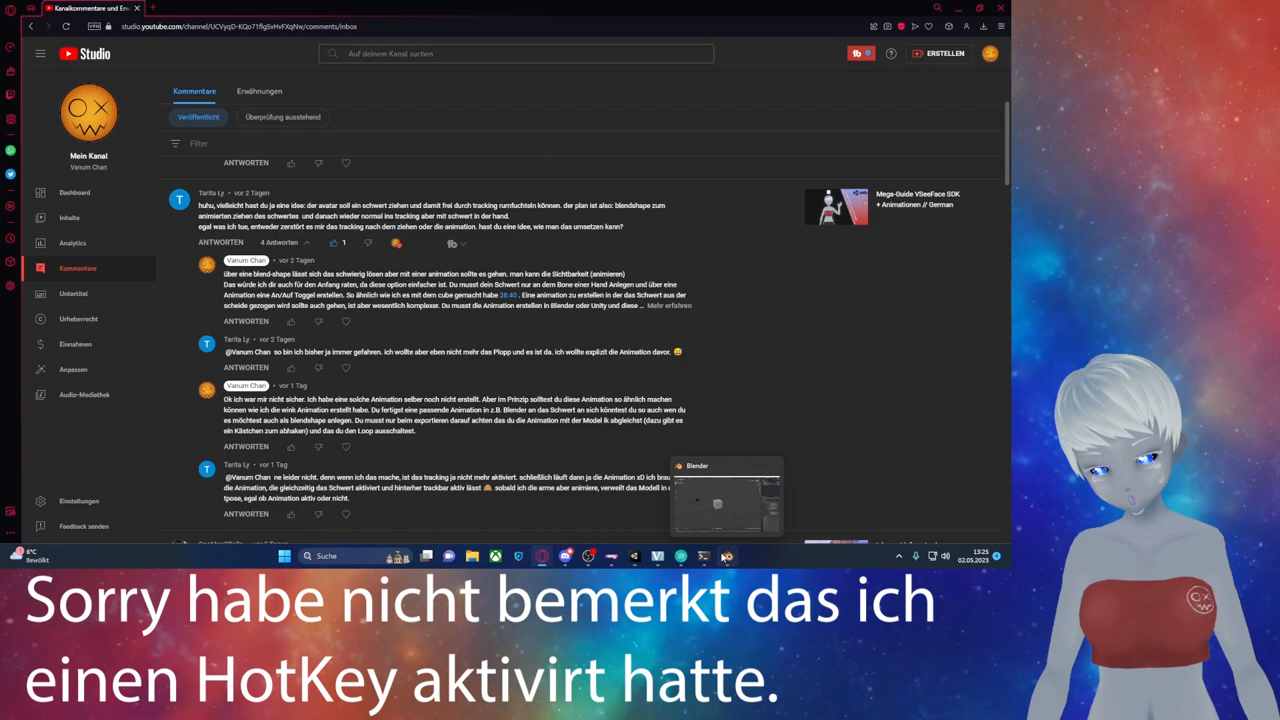 Kanalkommentare und Erw
VPN
studio.youtube.com/channel/UCVyqD-KQo71flgSvHvFXqNw/comments/inbox
Studio
Auf deinem Kanal suchen
ERSTELLEN
Mein Kanal
Vanum Chan
Dashboard
Inhalte
Analytics
Kommentare
Untertitel
Urheberrecht
Einnahmen
Anpassen
Audio-Mediathek
Einstellungen
Feedback senden
Kommentare
Erwähnungen
Veröffentlicht
Überprüfung ausstehend
Filter
ANTWORTEN
T
Tarita Ly • vor 2 Tagen
huhu, vielleicht hast du ja eine idee: der avatar soll ein schwert ziehen und damit frei durch tracking rumfuchteln können. der plan ist also: blendshape zum
animierten ziehen des schwertes und danach wieder normal ins tracking aber mit schwert in der hand.
egal was ich tue, entweder zerstört es mir das tracking nach dem ziehen oder die animation. hast du eine idee, wie man das umsetzen kann?
ANTWORTEN 4 Antworten 1
Mega-Guide VSeeFace SDK
+ Animationen // German
Vanum Chan • vor 2 Tagen
über eine blend-shape lässt sich das schwierig lösen aber mit einer animation sollte es gehen. man kann die Sichtbarkeit (animieren)
Das würde ich dir auch für den Anfang raten, da diese option einfacher ist. Du musst dein Schwert nur an dem Bone einer Hand Anlegen und über eine
Animation eine An/Auf Toggel erstellen. So ähnlich wie ich es mit dem cube gemacht habe 28:40 . Eine animation zu erstellen in der das Schwert aus der
scheide gezogen wird sollte auch gehen, ist aber wesentlich komplexer. Du musst die Animation erstellen in Blender oder Unity und diese ... Mehr erfahren
ANTWORTEN
T
Tarita Ly • vor 2 Tagen
@Vanum Chan so bin ich bisher ja immer gefahren. ich wollte aber eben nicht mehr das Plopp und es ist da. ich wollte explizit die Animation davor. 😅
ANTWORTEN
Vanum Chan • vor 1 Tag
Ok ich war mir nicht sicher. Ich habe eine solche Animation selber noch nicht erstellt. Aber im Prinzip solltest du diese Animation so ähnlich machen
können wie ich die wink Animation erstellt habe. Du fertigst eine passende Animation in z.B. Blender an das Schwert an sich könntest du so auch wen du
es möchtest auch als blendshape anlegen. Du musst nur beim exportieren darauf achten das du die Animation mit der Model ik abgleichst (dazu gibt es
ein Kästchen zum abhaken) und das du den Loop ausschaltest.
ANTWORTEN
T
Tarita Ly • vor 1 Tag
@Vanum Chan ne leider nicht. denn wenn ich das mache, ist das tracking ja nicht mehr aktiviert. schließlich läuft dann ja die Animation xD ich brau
die Animation, die gleichzeitig das Schwert aktiviert und hinterher trackbar aktiv lässt 🙈 sobald ich die arme aber animiere, verweilt das Modell in
tpose, egal ob Animation aktiv oder nicht.
ANTWORTEN
Blender
6°C
Bewölkt
Suche
13:25
02.05.2023
Sorry habe nicht bemerkt das ich
einen HotKey aktivirt hatte.